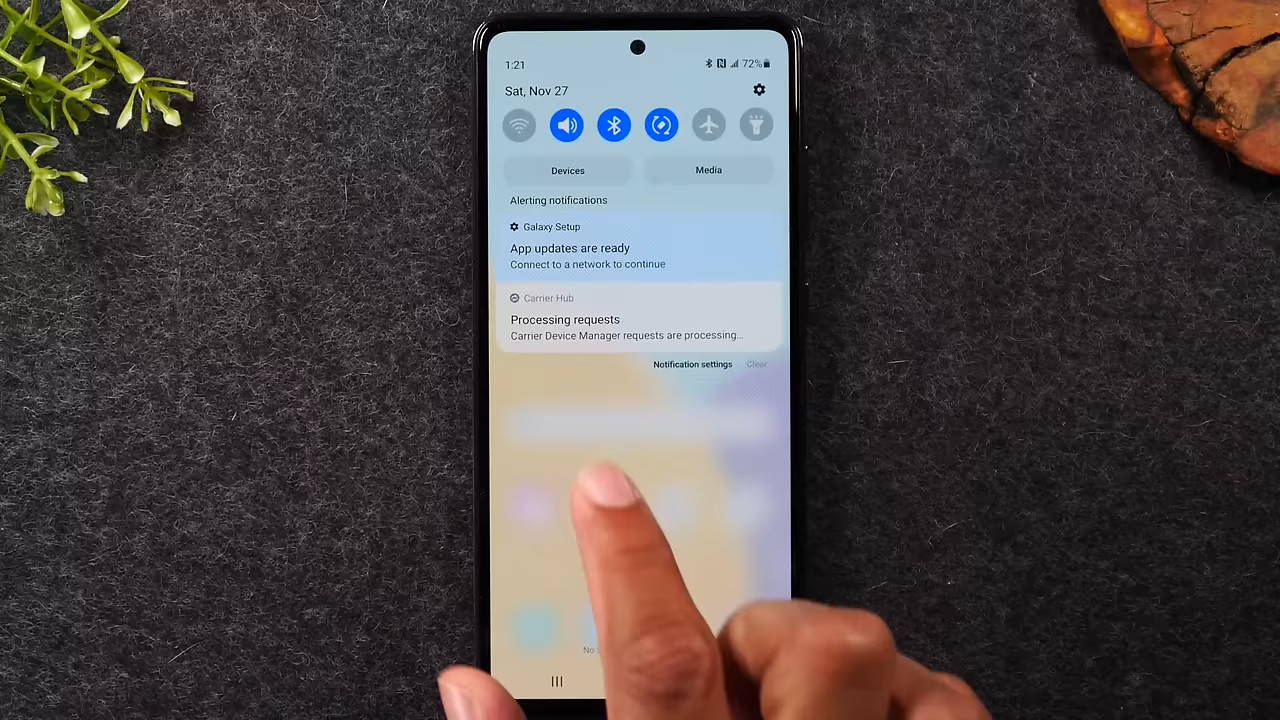 1:21
72%
Sat, Nov 27
Devices
Media
Alerting notifications
Galaxy Setup
App updates are ready
Connect to a network to continue
Carrier Hub
Processing requests
Carrier Device Manager requests are processing...
Notification settings
Clear
No